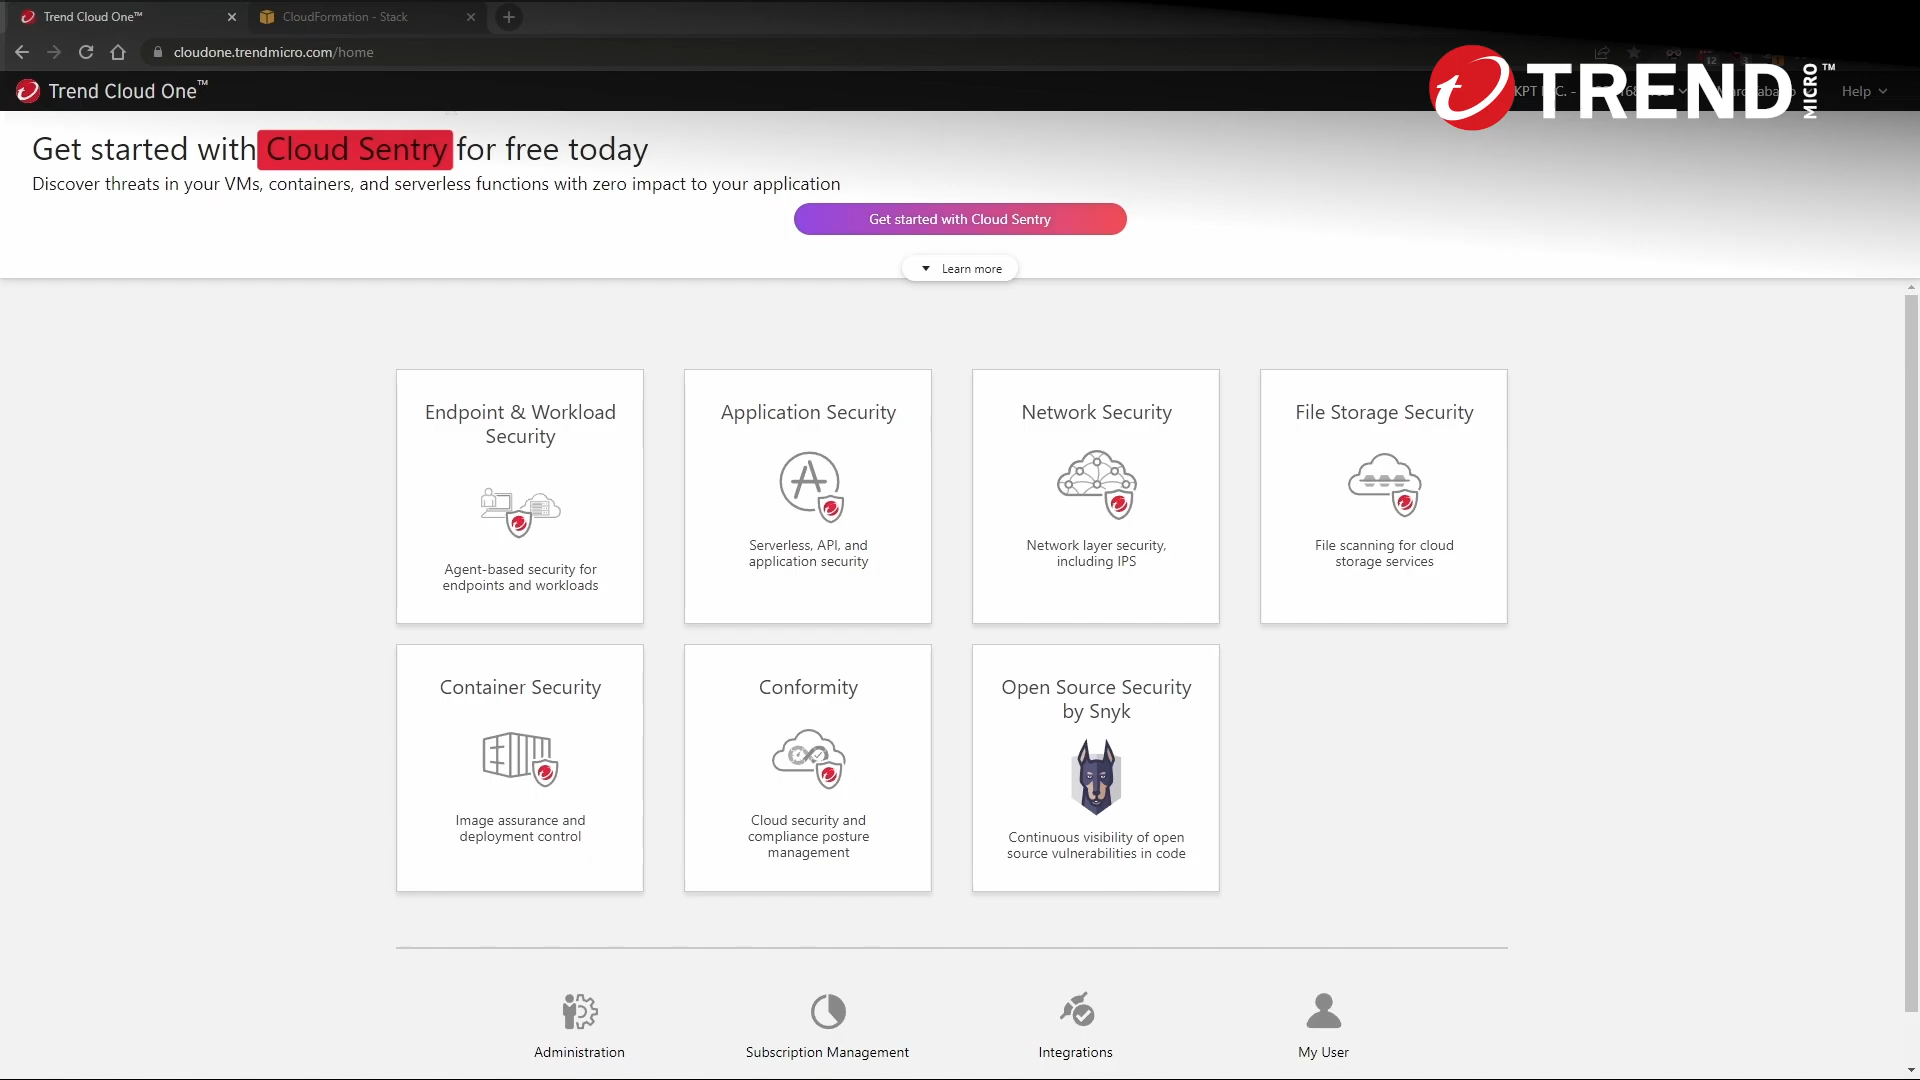 Trend Cloud One™
CloudFormation - Stack
cloudone.trendmicro.com/home
Trend Cloud One™
Help
TREND MICRO™
Get started with Cloud Sentry for free today
Discover threats in your VMs, containers, and serverless functions with zero impact to your application
Get started with Cloud Sentry
Learn more
Endpoint & Workload
Security
Agent-based security for
endpoints and workloads
Application Security
Serverless, API, and
application security
Network Security
Network layer security,
including IPS
File Storage Security
File scanning for cloud
storage services
Container Security
Image assurance and
deployment control
Conformity
Cloud security and
compliance posture
management
Open Source Security
by Snyk
Continuous visibility of open
source vulnerabilities in code
Administration
Subscription Management
Integrations
My User